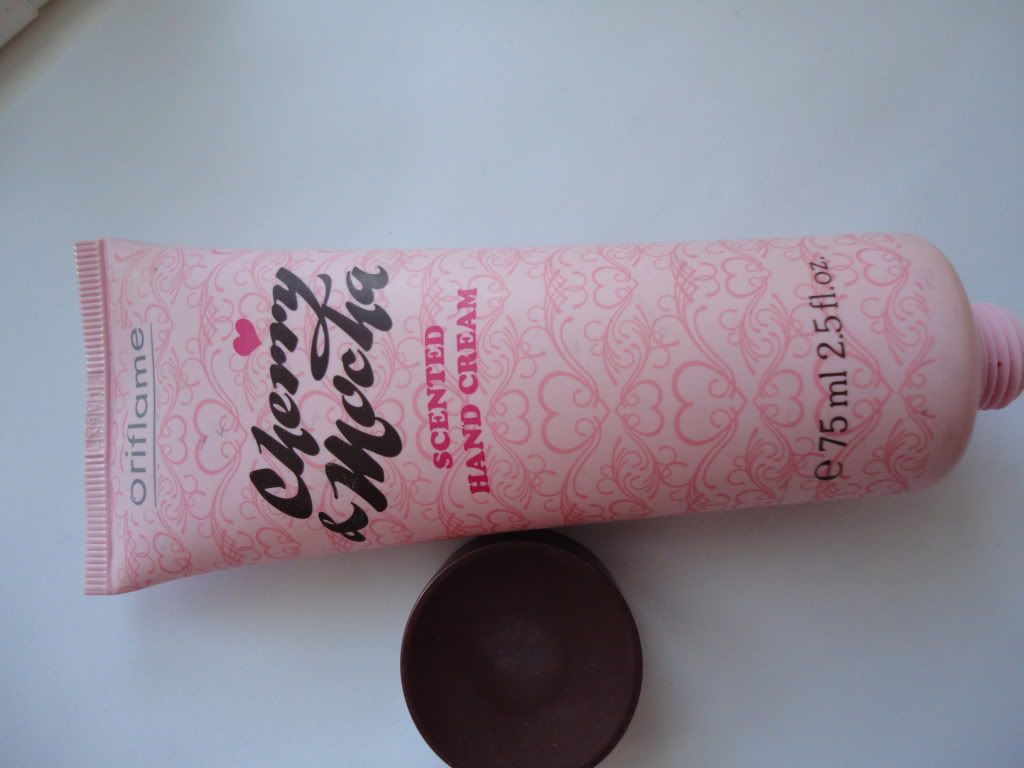 Oriflame
Cherry
a Mocha
SCENTED
HAND CREAM
℮ 75 ml 2.5 fl.oz.